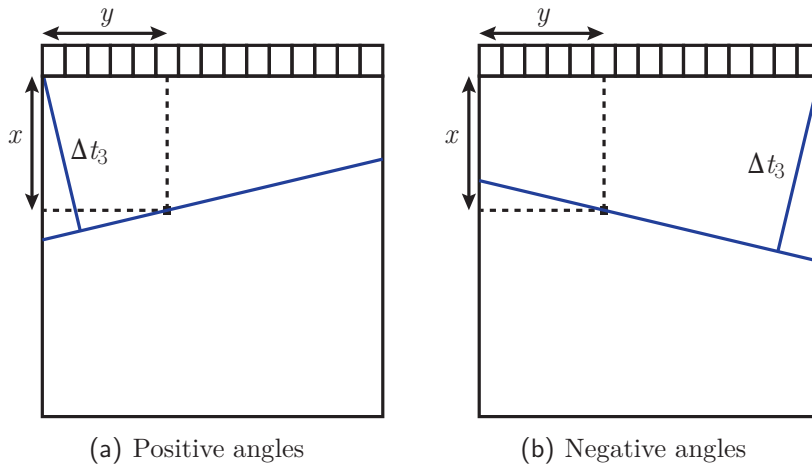 y
y
x
Δt₃
x
Δt₃
(a) Positive angles
(b) Negative angles